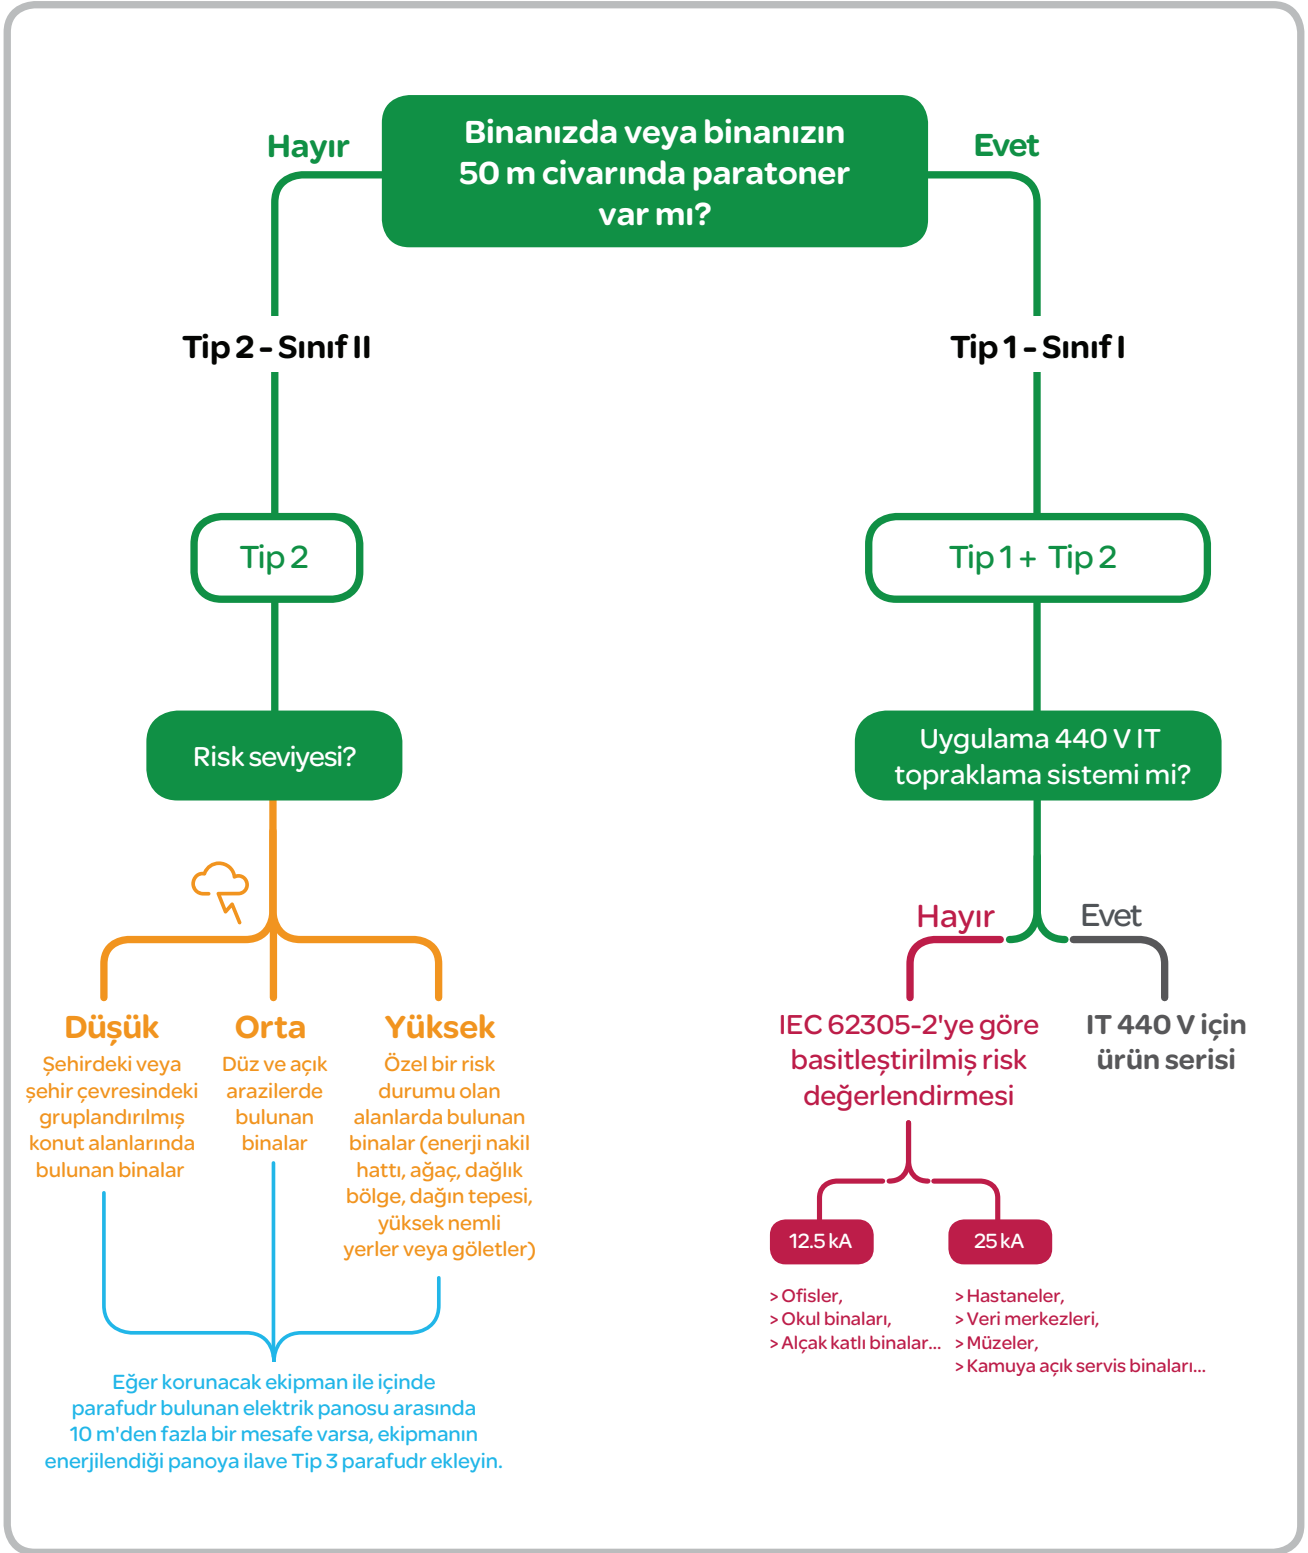 Binanızda veya binanızın
50 m civarında paratoner
var mı?
Hayır
Evet
Tip 2 - Sınıf II
Tip 1 - Sınıf I
Tip 2
Tip 1 + Tip 2
Risk seviyesi?
Uygulama 440 V IT
topraklama sistemi mi?
Hayır
Evet
Düşük
Şehirdeki veya
şehir çevresindeki
gruplandırılmış
konut alanlarında
bulunan binalar
Orta
Düz ve açık
arazilerde
bulunan
binalar
Yüksek
Özel bir risk
durumu olan
alanlarda bulunan
binalar (enerji nakil
hattı, ağaç, dağlık
bölge, dağın tepesi,
yüksek nemli
yerler veya göletler)
IEC 62305-2'ye göre
basitleştirilmiş risk
değerlendirmesi
IT 440 V için
ürün serisi
12.5 kA
25 kA
> Ofisler,
> Okul binaları,
> Alçak katlı binalar...
> Hastaneler,
> Veri merkezleri,
> Müzeler,
> Kamuya açık servis binaları...
Eğer korunacak ekipman ile içinde
parafudr bulunan elektrik panosu arasında
10 m'den fazla bir mesafe varsa, ekipmanın
enerjilendiği panoya ilave Tip 3 parafudr ekleyin.